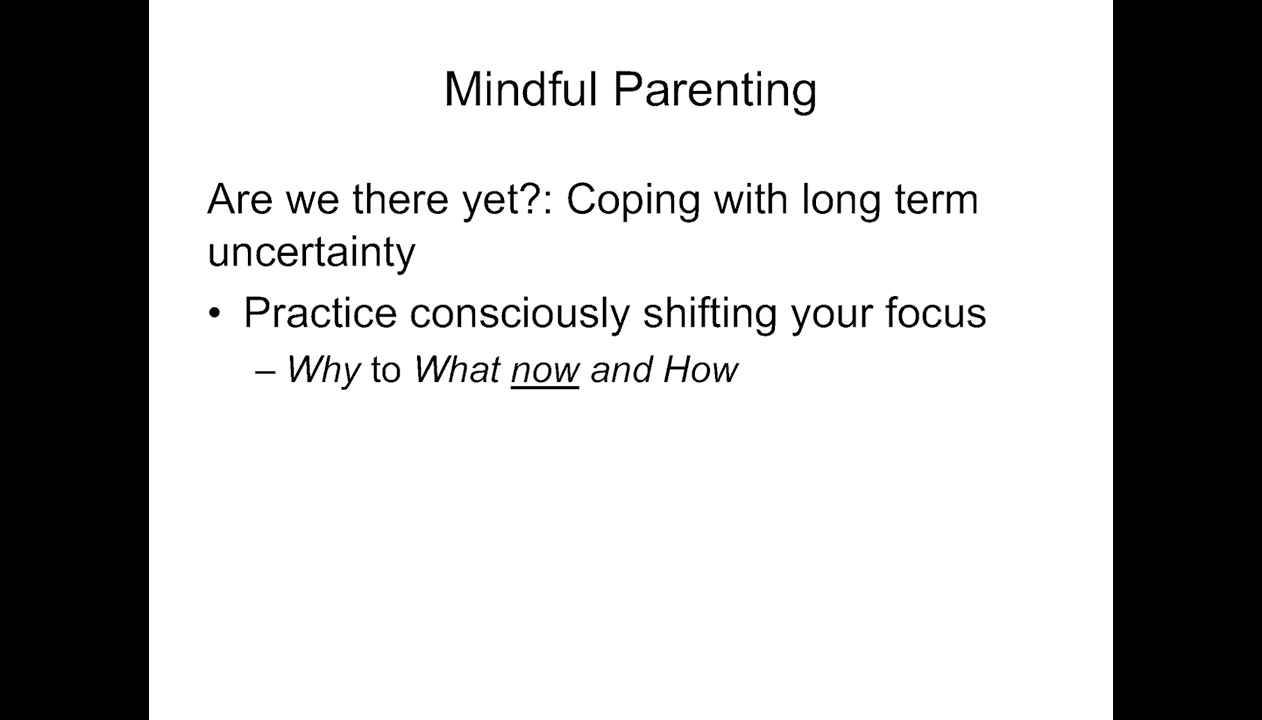 Mindful Parenting
Are we there yet?: Coping with long term
uncertainty
• Practice consciously shifting your focus
– Why to What now and How